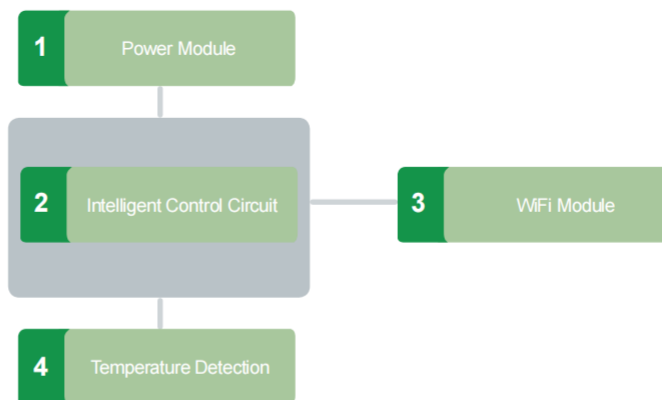 1 Power Module
2 Intelligent Control Circuit
3 WiFi Module
4 Temperature Detection